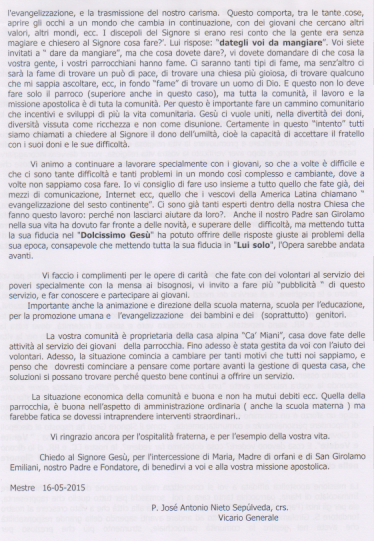 l'evangelizzazione, e la trasmissione del nostro carisma. Questo comporta, tra le tante cose,
aprire gli occhi a un mondo che cambia in continuazione, con dei giovani che cercano altri
valori, altri mondi, ecc. I discepoli del Signore si erano resi conto che la gente era senza
magiare e chiesero al Signore cosa fare?'. Lui rispose: "dategli voi da mangiare". Voi siete
invitati a " dare da mangiare", ma che cosa dovete dare?, vi dovete domandare di che cosa la
vostra gente, i vostri parrocchiani hanno fame. Ci saranno tanti tipi di fame, ma senz'altro ci
sarà la fame di trovare un può di pace, di trovare una chiesa più gioiosa, di trovare qualcuno
che mi sappia ascoltare, ecc, in fondo "fame" di trovare un uomo di Dio. E questo non lo deve
fare solo il parroco (superiore anche in questo caso), ma tutta la comunità, il lavoro e la
missione apostolica è di tuta la comunità. Per questo è importante fare un cammino comunitario
che incentivi e sviluppi di più la vita comunitaria. Gesù ci vuole uniti, nella divertità dei doni,
diversità vissuta come ricchezza e non come disunione. Certamente in questo "intento" tutti
siamo chiamati a chiedere al Signore il dono dell'umiltà, cioè la capacità di accettare il fratello
con i suoi doni e le sue difficoltà.
Vi animo a continuare a lavorare specialmente con i giovani, so che a volte è difficile e
che ci sono tante difficoltà e tanti problemi in un mondo così complesso e cambiante, dove a
volte non sappiamo cosa fare. Io vi consiglio di fare uso insieme a tutto quello che fate già, dei
mezzi di comunicazione, Internet ecc, quello che i vescovi della America Latina chiamano "
evangelizzazione del sesto continente". Ci sono già tanti esperti dentro della nostra Chiesa che
fanno questo lavoro: perché non lasciarci aiutare da loro?. Anche il nostro Padre san Girolamo
nella sua vita ha dovuto far fronte a delle novità, e superare delle difficoltà, ma mettendo tutta
la sua fiducia nel "Dolcissimo Gesù" ha potuto offrire delle risposte giuste ai problemi della
sua epoca, consapevole che mettendo tutta la sua fiducia in "Lui solo", l'Opera sarebbe andata
avanti.
Vi faccio i complimenti per le opere di carità che fate con dei volontari al servizio dei
poveri specialmente con la mensa ai bisognosi, vi invito a fare più "pubblicità " di questo
servizio, e far conoscere e partecipare ai giovani.
Importante anche la animazione e direzione della scuola materna, scuola per l'educazione,
per la promozione umana e l'evangelizzazione dei bambini e dei (soprattutto) genitori.
La vostra comunità è proprietaria della casa alpina "Ca' Miani", casa dove fate delle
attività al servizio dei giovani della parrocchia. Fino adesso è stata gestita da voi con l'aiuto dei
volontari. Adesso, la situazione comincia a cambiare per tanti motivi che tutti noi sappiamo, e
penso che dovresti cominciare a pensare come portare avanti la gestione di questa casa, che
soluzioni si possano trovare perché questo bene continui a offrire un servizio.
La situazione economica della comunità e buona e non ha mutui debiti ecc. Quella della
parrocchia, è buona nell'aspetto di amministrazione ordinaria ( anche la scuola materna ) ma
farebbe fatica se dovessi intraprendere interventi straordinari..
Vi ringrazio ancora per l'ospitalità fraterna, e per l'esempio della vostra vita.
Chiedo al Signore Gesù, per l'intercessione di Maria, Madre di orfani e di San Girolamo
Emiliani, nostro Padre e Fondatore, di benedirvi a voi e alla vostra missione apostolica.
Mestre 16-05-2015
P. José Antonio Nieto Sepúlveda, crs.
Vicario Generale